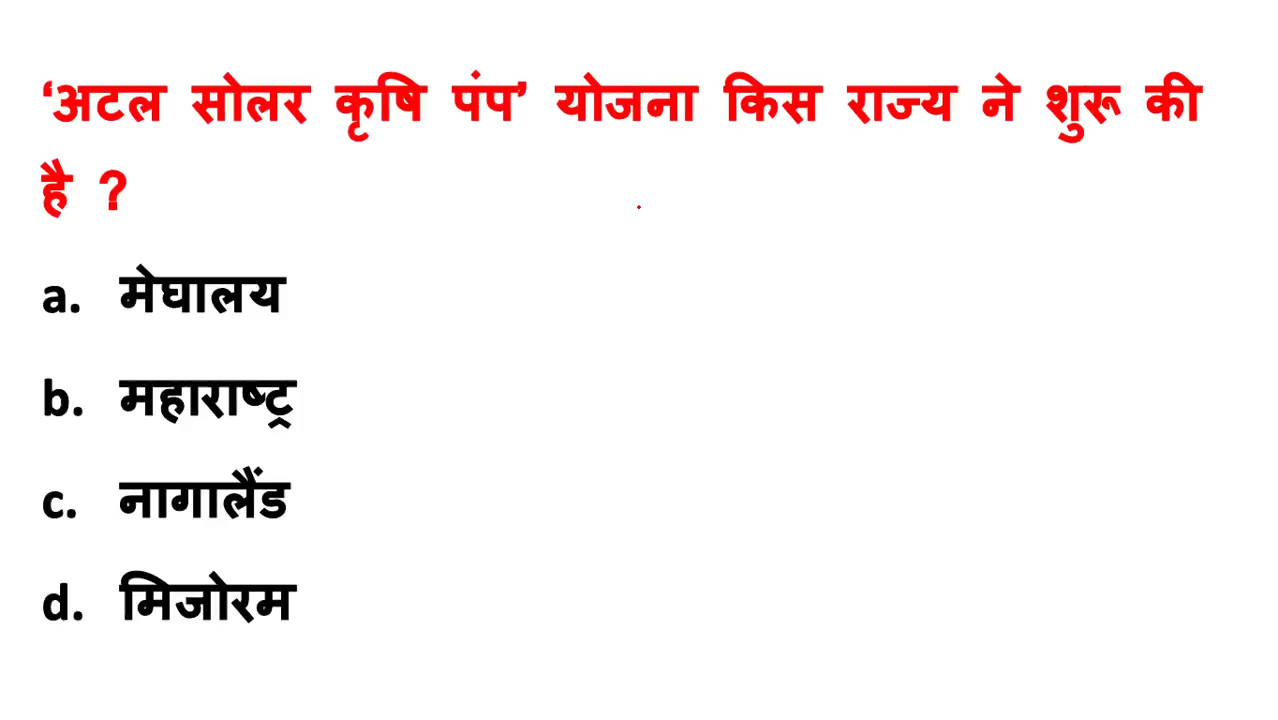 ‘अटल सोलर कृषि पंप’ योजना किस राज्य ने शुरू की
है ?
a. मेघालय
b. महाराष्ट्र
c. नागालैंड
d. मिजोरम